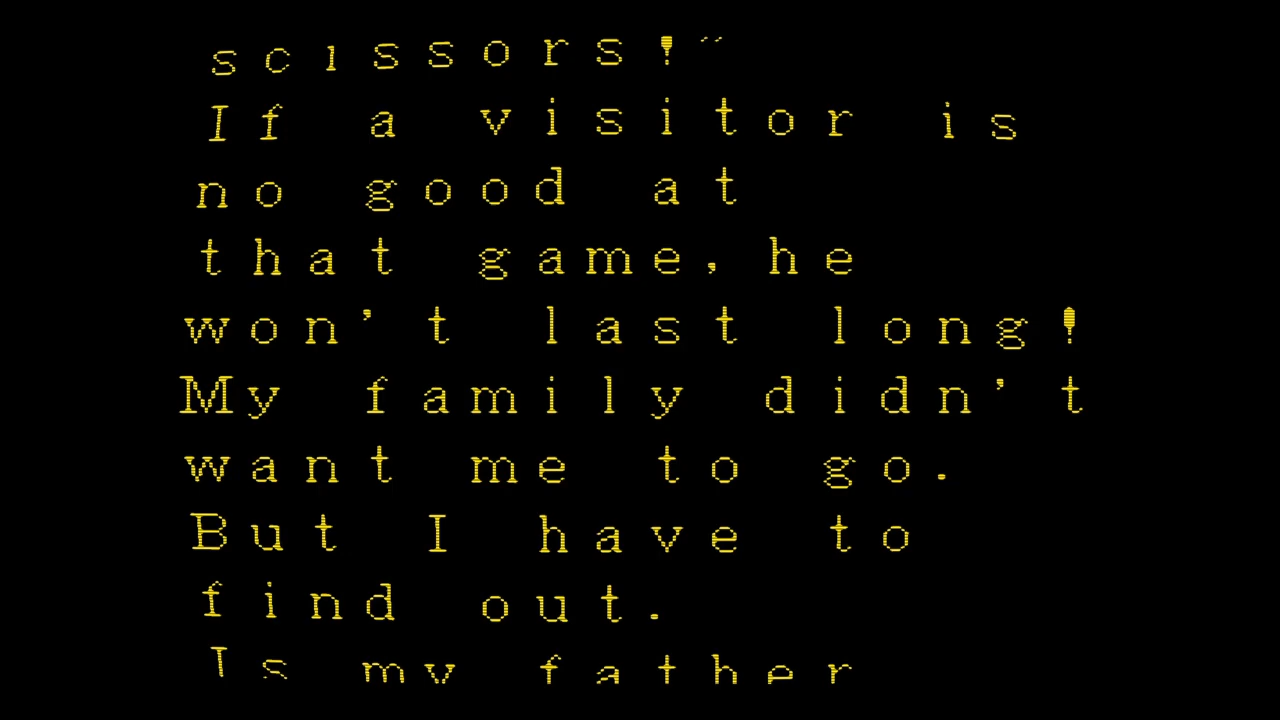 scissors!"
If a visitor is
no good at
that game, he
won't last long!
My family didn't
want me to go.
But I have to
find out.
Is my father